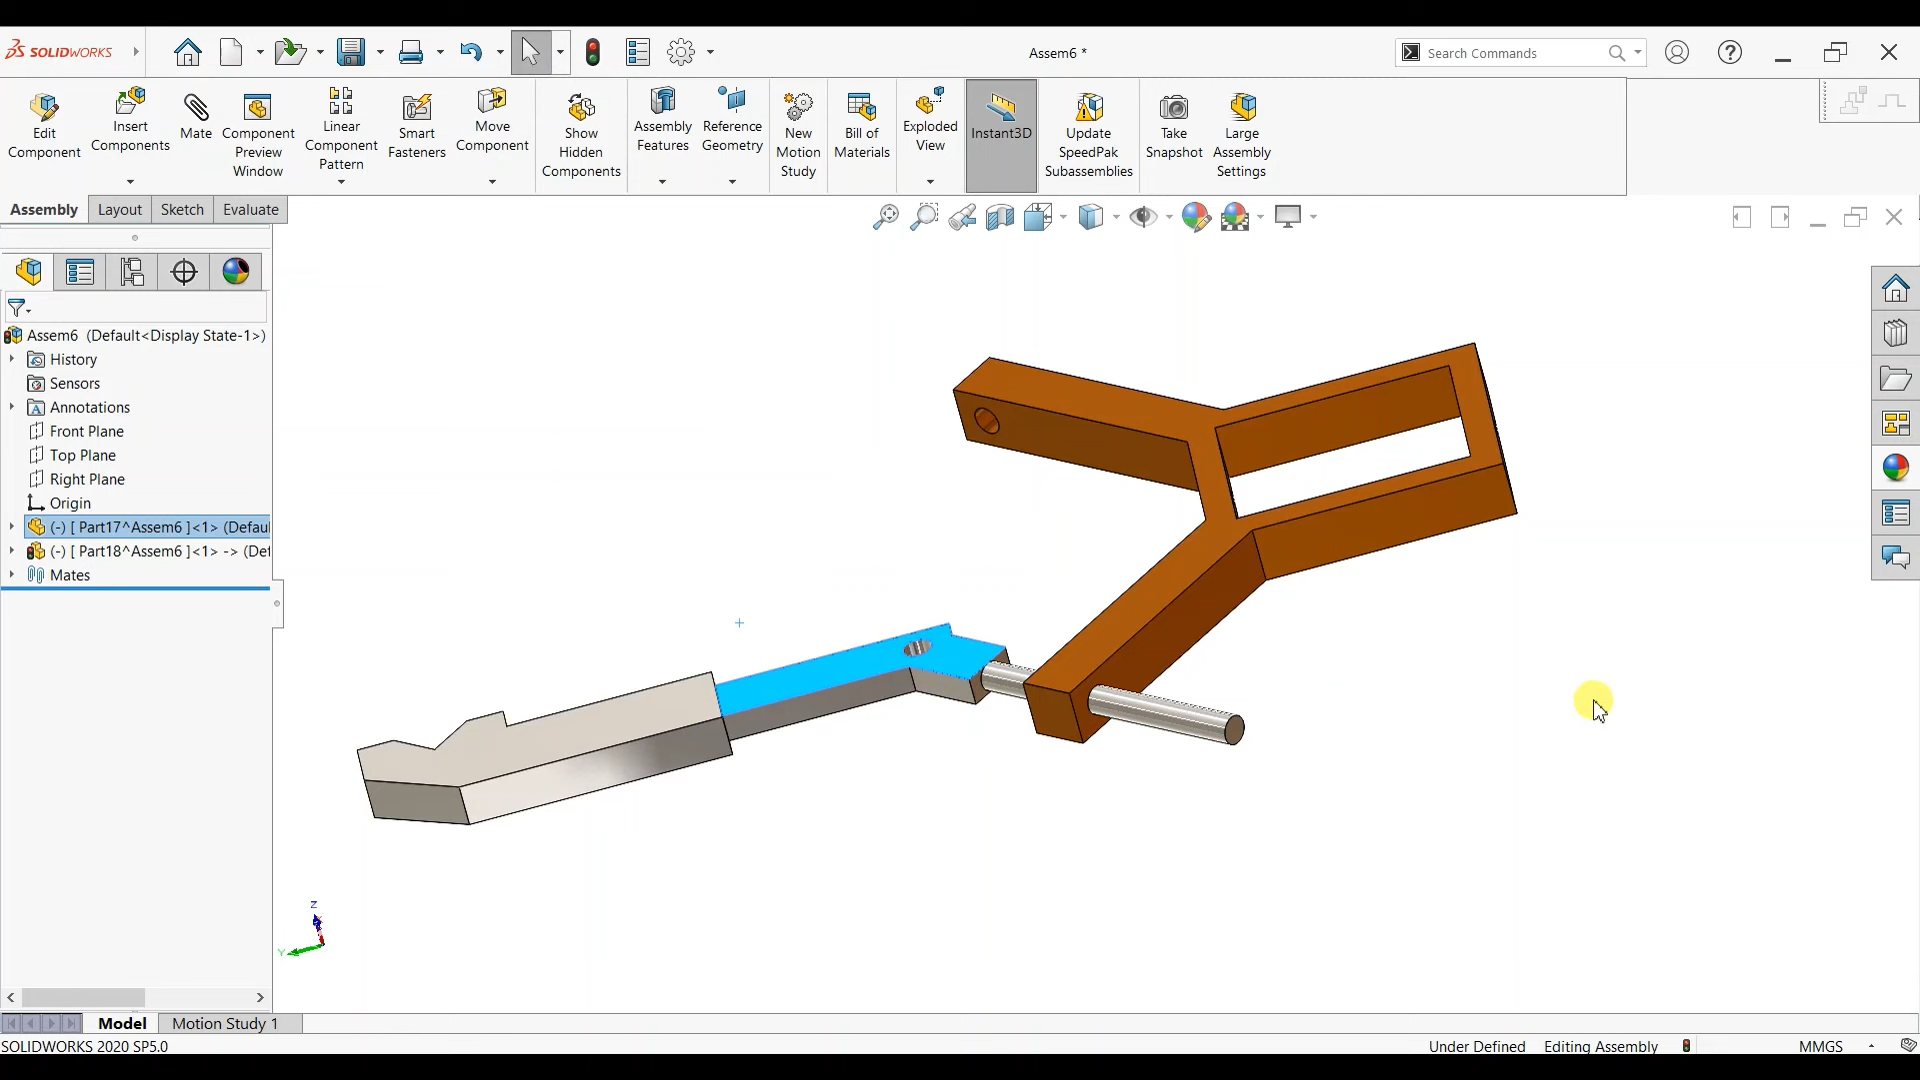 SOLIDWORKS
Assem6 *
Search Commands
Edit
Component
Insert
Components
Mate
Component
Preview
Window
Linear
Component
Pattern
Smart
Fasteners
Move
Component
Show
Hidden
Components
Assembly
Features
Reference
Geometry
New
Motion
Study
Bill of
Materials
Exploded
View
Instant3D
Update
SpeedPak
Subassemblies
Take
Snapshot
Large
Assembly
Settings
Assembly
Layout
Sketch
Evaluate
Assem6 (Default<Display State-1>)
History
Sensors
Annotations
Front Plane
Top Plane
Right Plane
Origin
(-) [ Part17^Assem6 ]<1> (Defau
(-) [ Part18^Assem6 ]<1> -> (De
Mates
Z
Y
Model
Motion Study 1
SOLIDWORKS 2020 SP5.0
Under Defined
Editing Assembly
MMGS